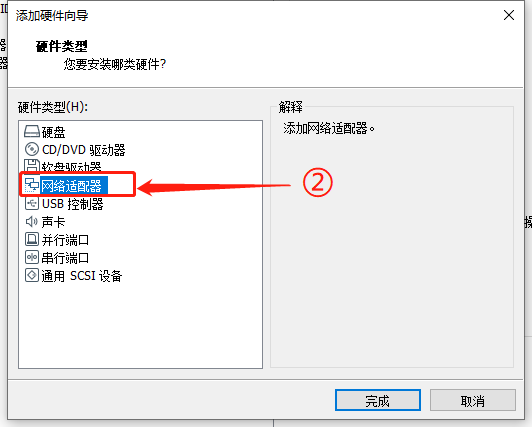 添加硬件向导
硬件类型
您要安装哪类硬件?
硬件类型(H):
硬盘
CD/DVD 驱动器
软盘驱动器
网络适配器
USB 控制器
声卡
并行端口
串行端口
通用 SCSI 设备
解释
添加网络适配器。
②
完成
取消